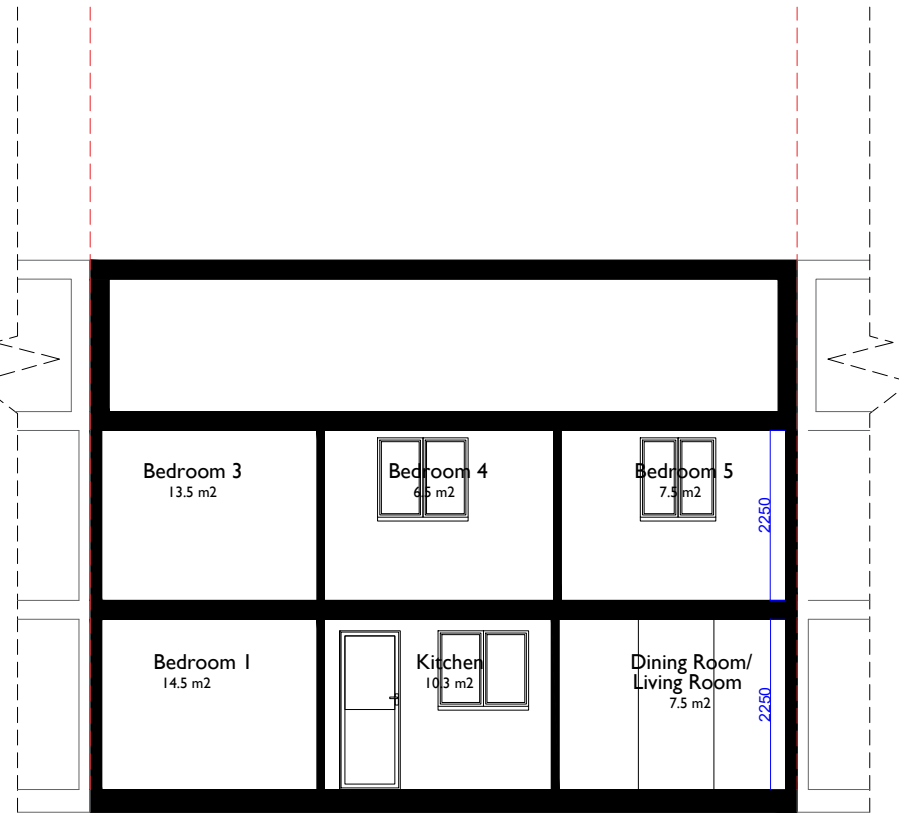 Bedroom 3
13.5 m2
Bedroom 4
6.5 m2
Bedroom 5
7.5 m2
2250
Bedroom 1
14.5 m2
Kitchen
10.3 m2
Dining Room/
Living Room
7.5 m2
2250